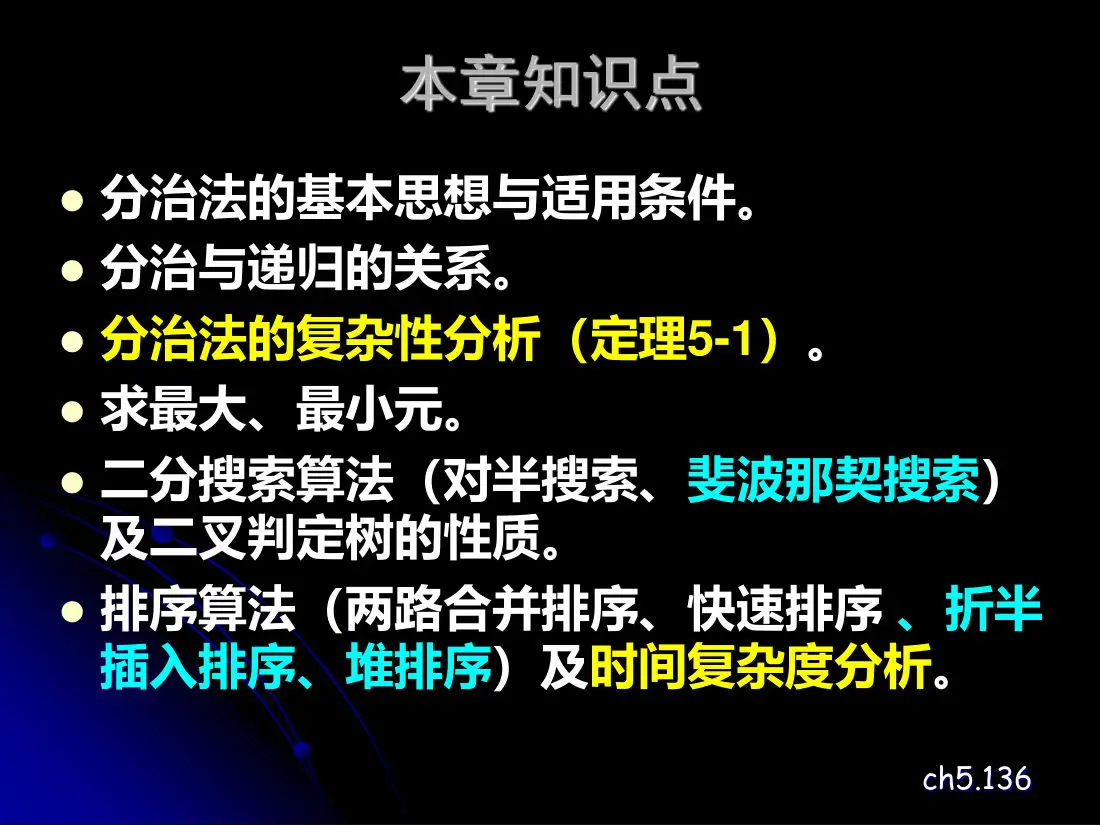 本章知识点
分治法的基本思想与适用条件。
分治与递归的关系。
分治法的复杂性分析（定理5-1）。
求最大、最小元。
二分搜索算法（对半搜索、斐波那契搜索）
及二叉判定树的性质。
排序算法（两路合并排序、快速排序 、折半
插入排序、堆排序）及时间复杂度分析。
ch5.136